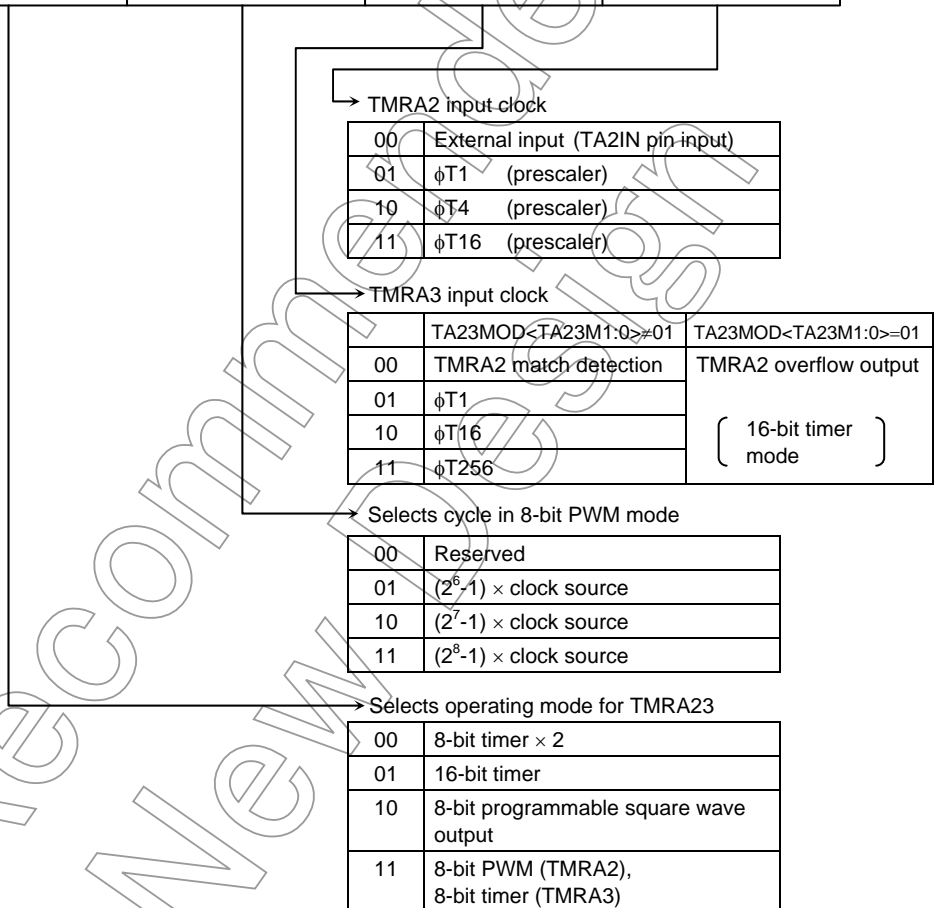 TMRA2 input clock
00 External input (TA2IN pin input)
01 ϕT1 (prescaler)
10 ϕT4 (prescaler)
11 ϕT16 (prescaler)
TMRA3 input clock
TA23MOD<TA23M1:0>≠01 TA23MOD<TA23M1:0>=01
00 TMRA2 match detection TMRA2 overflow output
01 ϕT1
10 ϕT16 16-bit timer
11 ϕT256 mode
Selects cycle in 8-bit PWM mode
00 Reserved
01 (2⁶-1) × clock source
10 (2⁷-1) × clock source
11 (2⁸-1) × clock source
Selects operating mode for TMRA23
00 8-bit timer × 2
01 16-bit timer
10 8-bit programmable square wave
output
11 8-bit PWM (TMRA2),
8-bit timer (TMRA3)
New Design